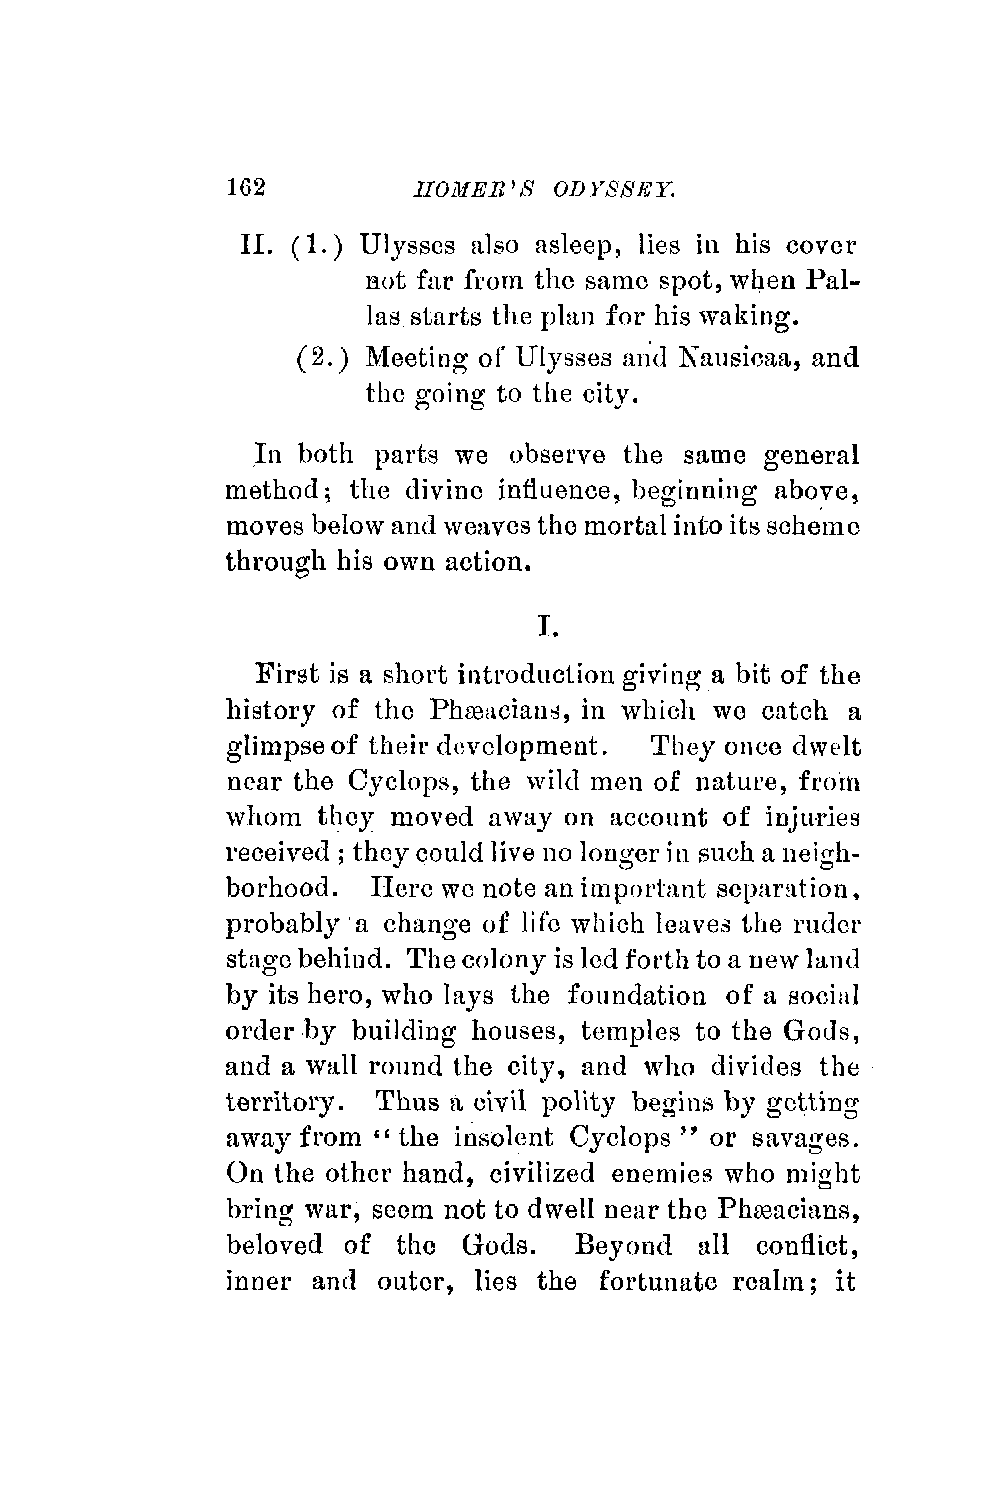 162 HOMER'S ODYSSEY.
II. (1.) Ulysses also asleep, lies in his cover
not far from the same spot, when Pal-
las starts the plan for his waking.
(2.) Meeting of Ulysses and Nausicaa, and
the going to the city.
In both parts we observe the same general
method; the divine influence, beginning above,
moves below and weaves the mortal into its scheme
through his own action.
I.
First is a short introduction giving a bit of the
history of the Phæacians, in which we catch a
glimpse of their development. They once dwelt
near the Cyclops, the wild men of nature, from
whom they moved away on account of injuries
received; they could live no longer in such a neigh-
borhood. Here we note an important separation,
probably a change of life which leaves the ruder
stage behind. The colony is led forth to a new land
by its hero, who lays the foundation of a social
order by building houses, temples to the Gods,
and a wall round the city, and who divides the
territory. Thus a civil polity begins by getting
away from "the insolent Cyclops" or savages.
On the other hand, civilized enemies who might
bring war, seem not to dwell near the Phæacians,
beloved of the Gods. Beyond all conflict,
inner and outer, lies the fortunate realm; it